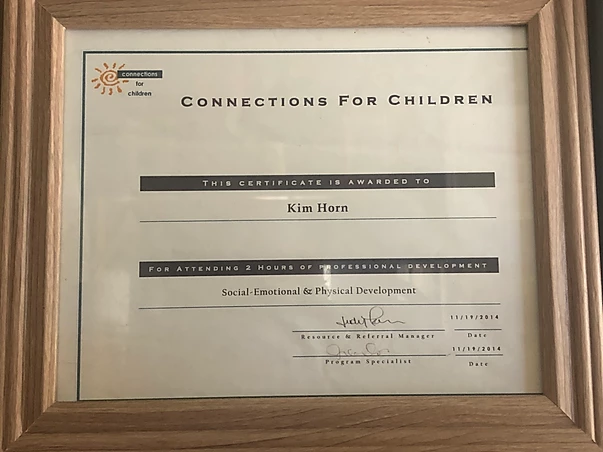 connections
for
children
CONNECTIONS FOR CHILDREN
THIS CERTIFICATE IS AWARDED TO
Kim Horn
FOR ATTENDING 2 HOURS OF PROFESSIONAL DEVELOPMENT
Social-Emotional & Physical Development
11/19/2014
Resource & Referral Manager Date
11/19/2014
Program Specialist Date